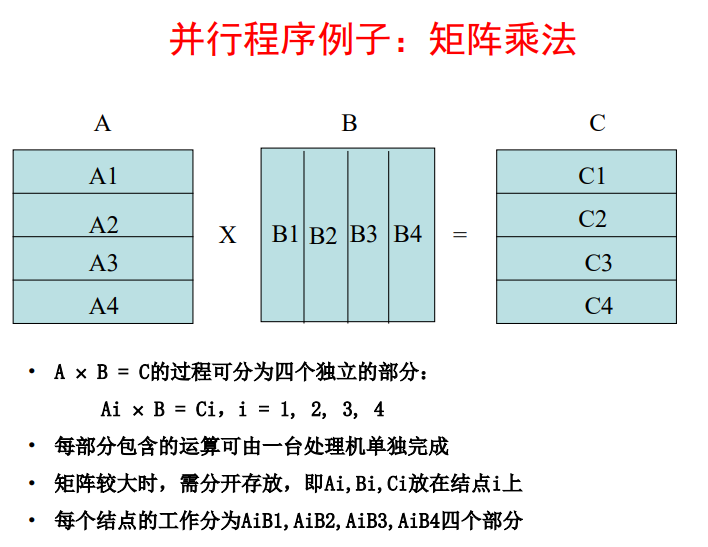 并行程序例子：矩阵乘法
A B C
A1
A2
A3
A4
X
B1 B2 B3 B4
=
C1
C2
C3
C4
• A × B = C的过程可分为四个独立的部分：
Ai × B = Ci，i = 1, 2, 3, 4
• 每部分包含的运算可由一台处理机单独完成
• 矩阵较大时，需分开存放，即Ai,Bi,Ci放在结点i上
• 每个结点的工作分为AiB1,AiB2,AiB3,AiB4四个部分